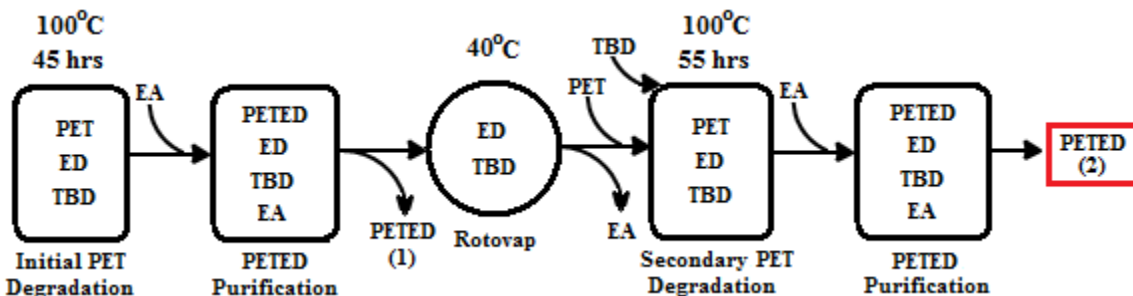 100°C
45 hrs
EA
PET
ED
TBD
Initial PET
Degradation
PETED
ED
TBD
EA
PETED
Purification
PETED
(1)
40°C
ED
TBD
Rotovap
PET
EA
TBD
100°C
55 hrs
PET
ED
TBD
Secondary PET
Degradation
EA
PETED
ED
TBD
EA
PETED
Purification
PETED
(2)